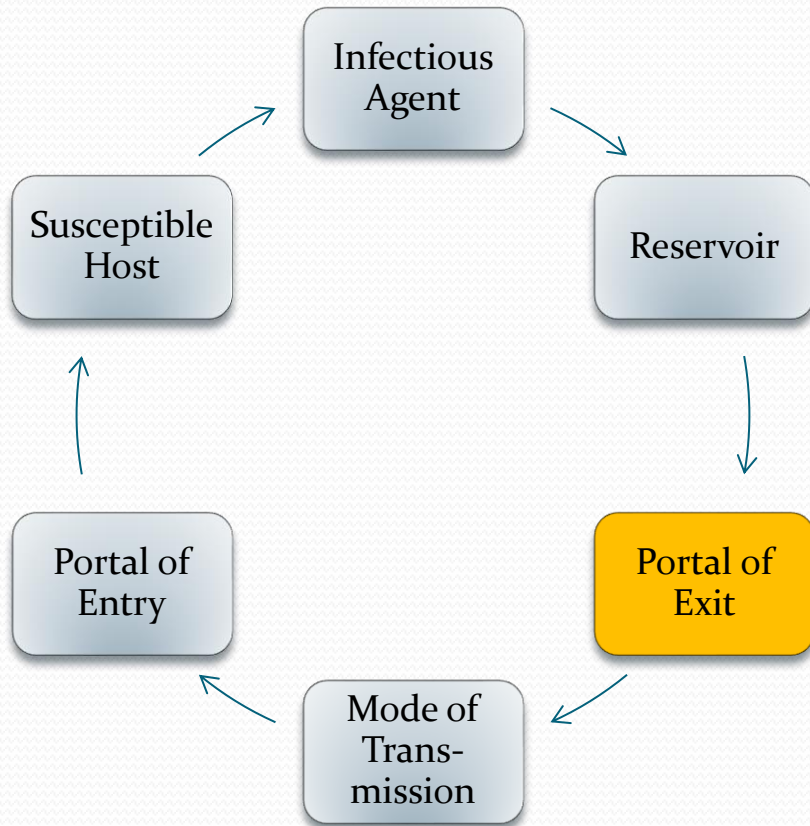 Infectious
Agent
Reservoir
Portal of
Exit
Mode of
Trans-
mission
Portal of
Entry
Susceptible
Host